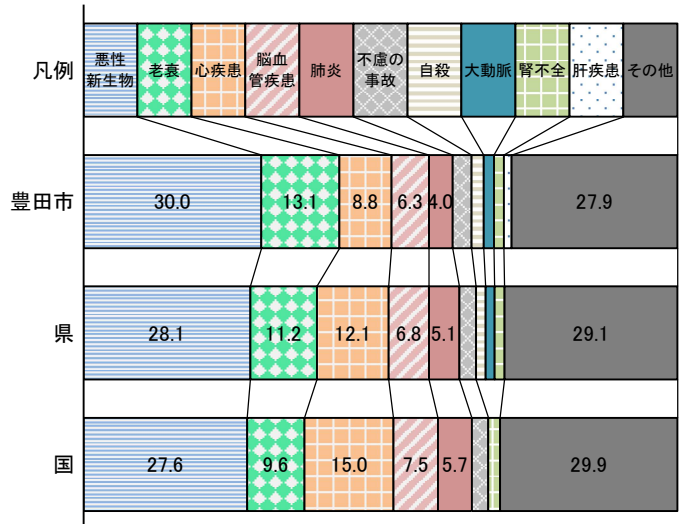 凡例
悪性
新生物
老衰
心疾患
脳血
管疾患
肺炎
不慮の
事故
自殺
大動脈
腎不全
肝疾患
その他
豊田市
30.0
13.1
8.8
6.3
4.0
27.9
県
28.1
11.2
12.1
6.8
5.1
29.1
国
27.6
9.6
15.0
7.5
5.7
29.9